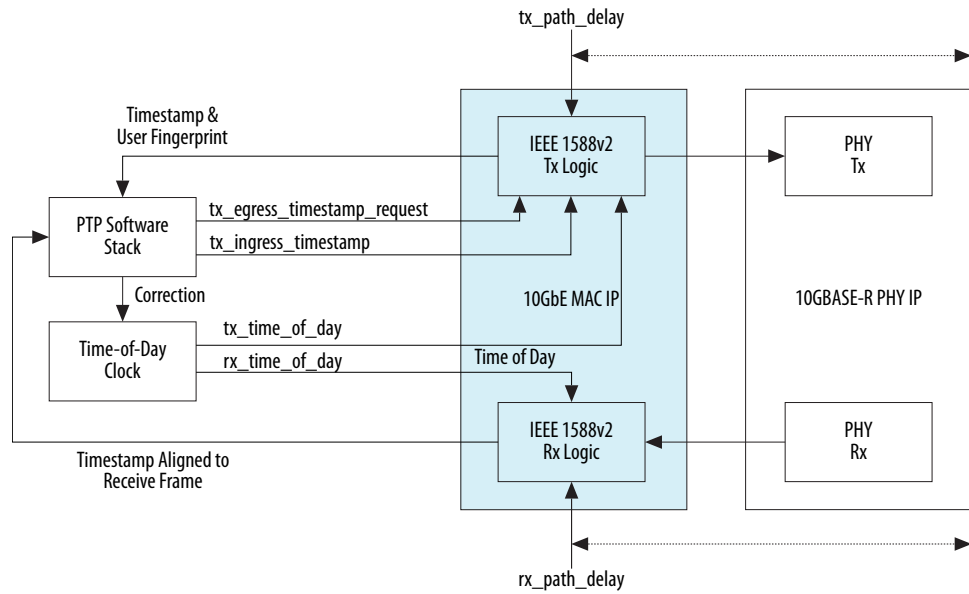 tx_path_delay
Timestamp &
User Fingerprint
IEEE 1588v2
Tx Logic
PHY
Tx
PTP Software
Stack
tx_egress_timestamp_request
tx_ingress_timestamp
Correction
10GbE MAC IP
10GBASE-R PHY IP
Time-of-Day
Clock
tx_time_of_day
rx_time_of_day
Time of Day
IEEE 1588v2
Rx Logic
PHY
Rx
Timestamp Aligned to
Receive Frame
rx_path_delay